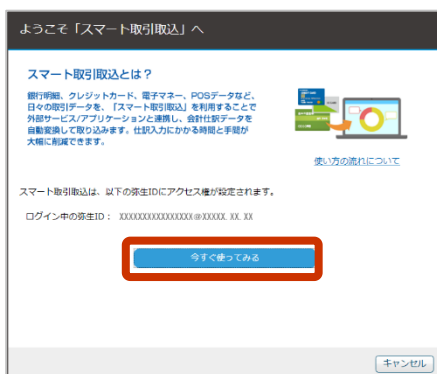 ようこそ「スマート取引取込」へ
スマート取引取込とは？
銀行明細、クレジットカード、電子マネー、POSデータなど、
日々の取引データを、「スマート取引取込」を利用することで
外部サービス/アプリケーションと連携し、会計仕訳データを
自動変換して取り込みます。仕訳入力にかかる時間と手間が
大幅に削減できます。
使い方の流れについて
スマート取引取込は、以下の弥生IDにアクセス権が設定されます。
ログイン中の弥生ID： XXXXXXXXXXXXXXXX@XXXXX.XX.XX
今すぐ使ってみる
キャンセル